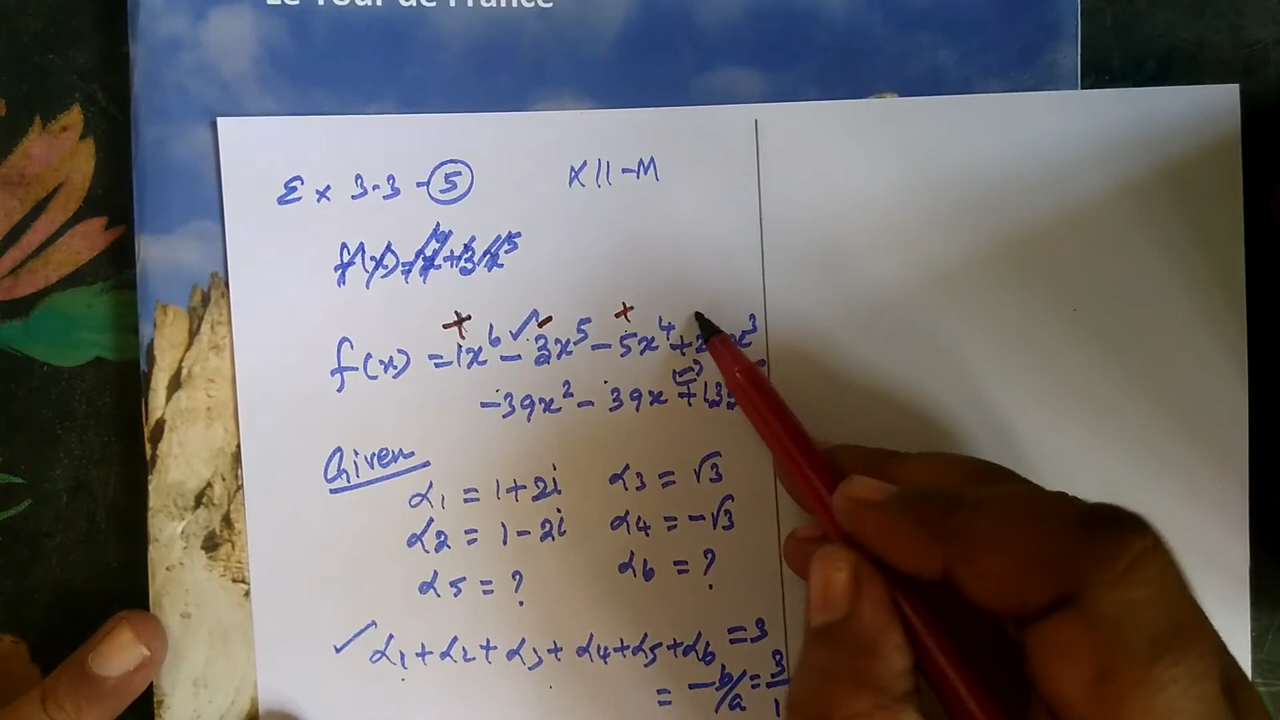 Le Tour de France
Ex 3.3 - 5 XII-M
f(x) =
+ ✓ - +
f(x) = 1x⁶ - 3x⁵ - 5x⁴ + x³
-39x² - 39x + 13
Given
α₁ = 1+2i α₃ = √3
α₂ = 1-2i α₄ = -√3
α₅ = ? α₆ = ?
✓ α₁+α₂+α₃+α₄+α₅+α₆ = 3
= -b/a = 3/1